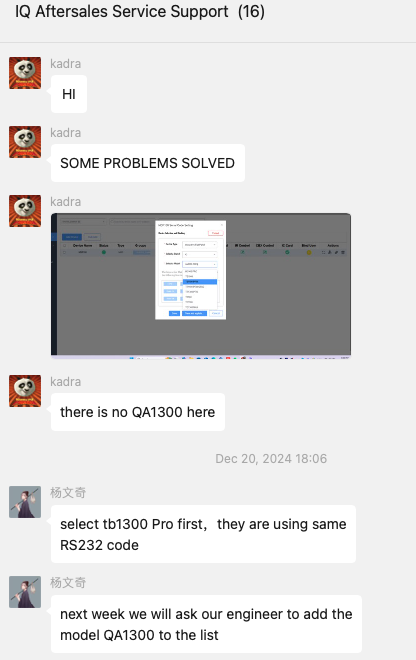 IQ Aftersales Service Support (16)
kadra
HI
kadra
SOME PROBLEMS SOLVED
kadra
kadra
there is no QA1300 here
Dec 20, 2024 18:06
杨文奇
select tb1300 Pro first，they are using same
RS232 code
杨文奇
next week we will ask our engineer to add the
model QA1300 to the list